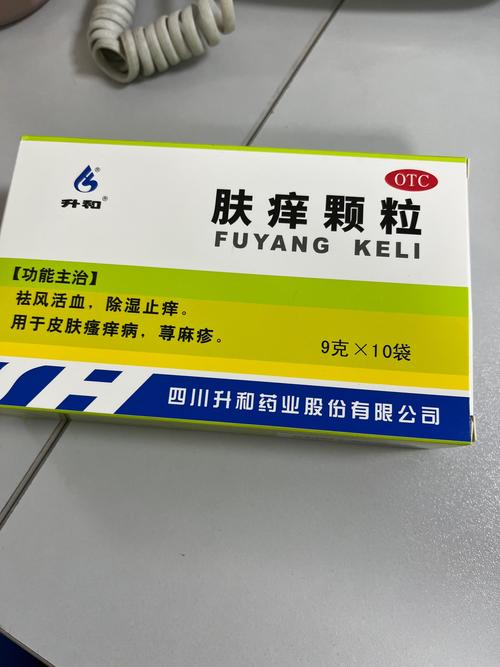 升和®
OTC
肤痒颗粒
FUYANG KELI
【功能主治】
祛风活血，除湿止痒。
用于皮肤瘙痒病，荨麻疹。
9克×10袋
四川升和药业股份有限公司